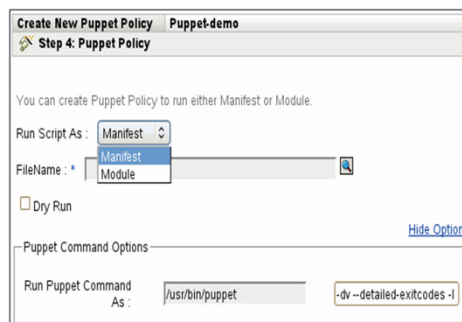 Create New Puppet Policy Puppet-demo
Step 4: Puppet Policy
You can create Puppet Policy to run either Manifest or Module.
Run Script As : Manifest
Manifest
Module
FileName : *
Dry Run
Hide Option
Puppet Command Options
Run Puppet Command As : /usr/bin/puppet -dv --detailed-exitcodes -l